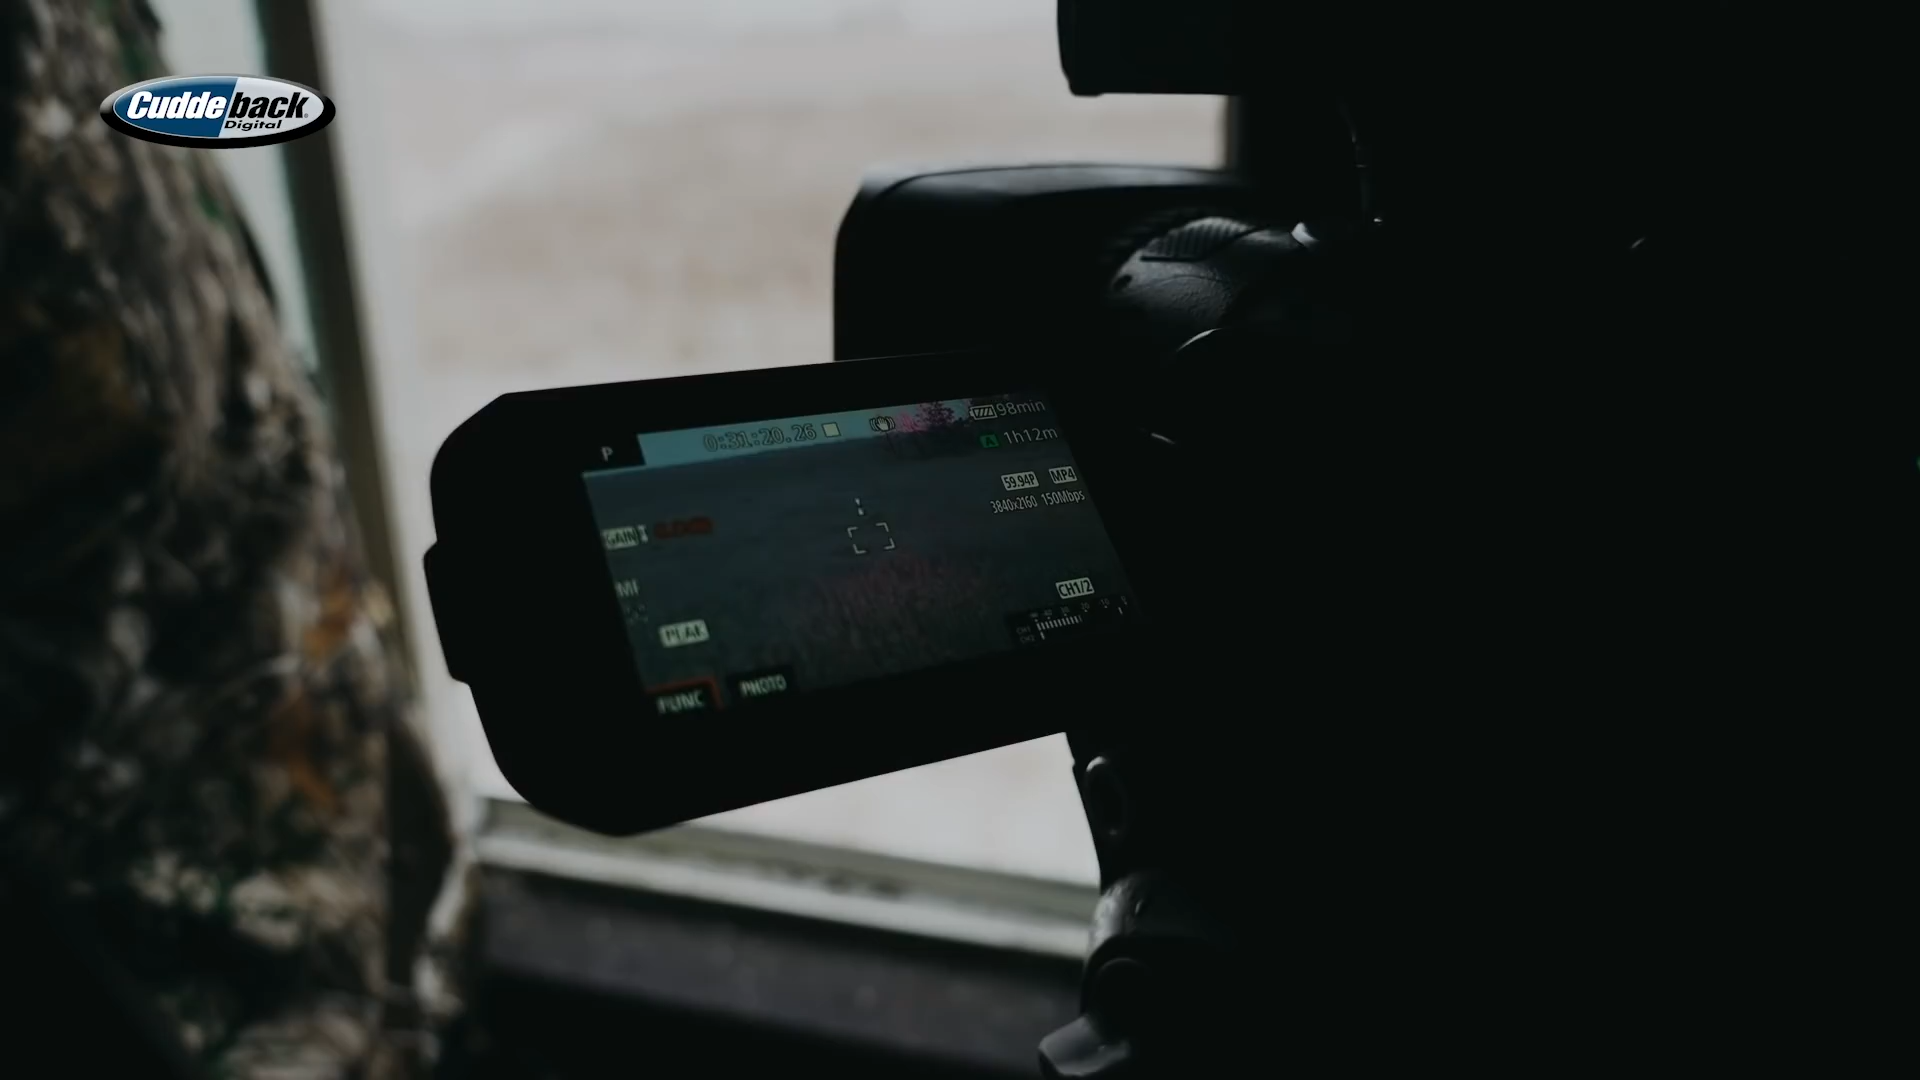 Cuddeback
Digital
98min
0:31:20.26
P
A 1h12m
59.94P MP4
3840x2160 150Mbps
GAIN
MF
CH1/2
PEAK
FUNC PHOTO